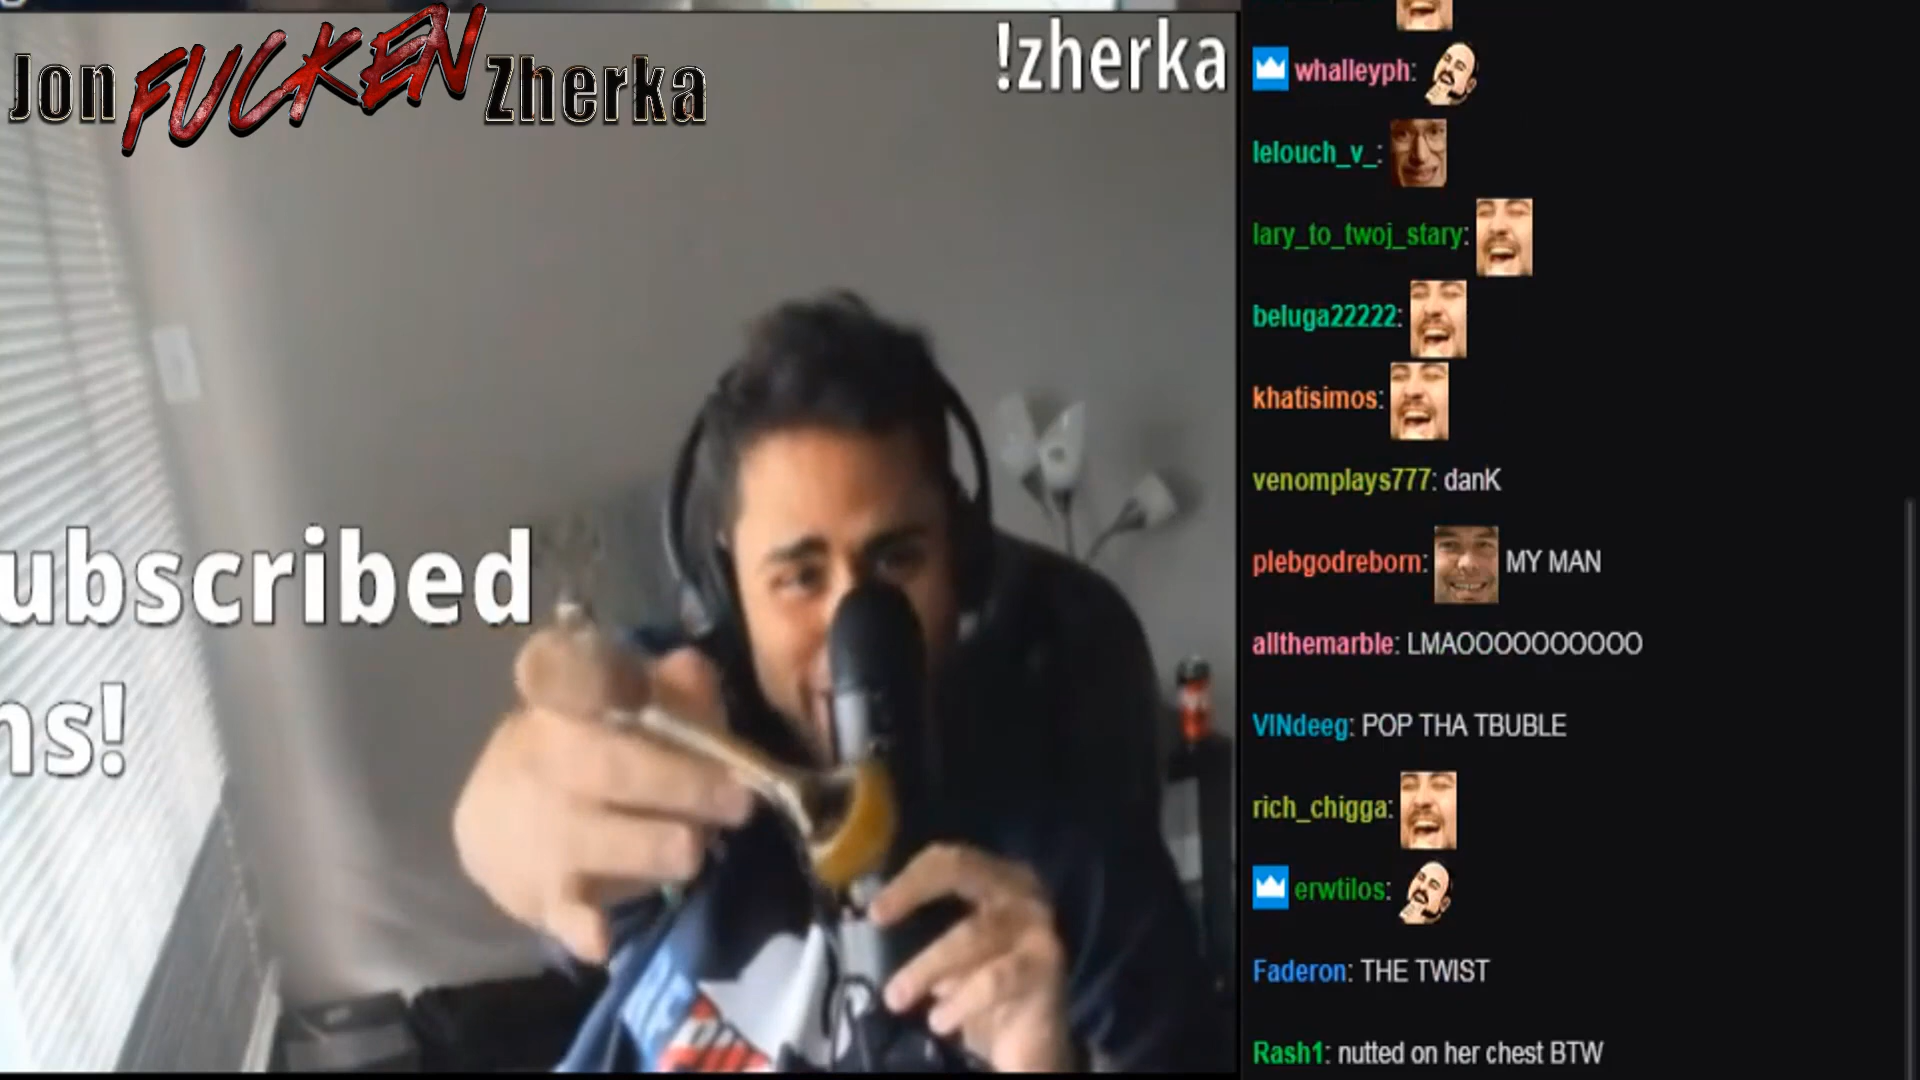 Jon FUCKEN Zherka
!zherka
ubscribed
ns!
whalleyph:
lelouch_v_:
lary_to_twoj_stary:
beluga22222:
khatisimos:
venomplays777: danK
plebgodreborn: MY MAN
allthemarble: LMAOOOOOOOOOO
VINdeeg: POP THA TBUBLE
rich_chigga:
erwtilos:
Faderon: THE TWIST
Rash1: nutted on her chest BTW